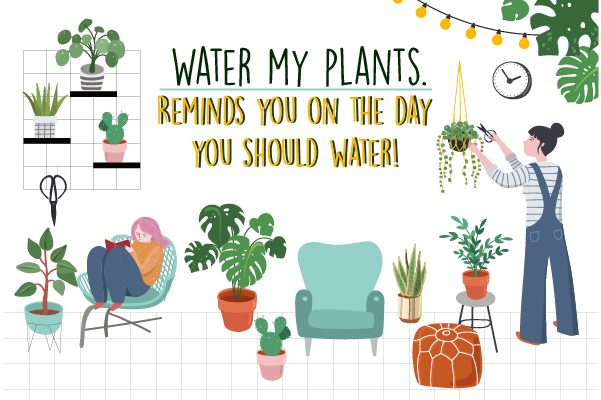 WATER MY PLANTS.
REMINDS YOU ON THE DAY
YOU SHOULD WATER!